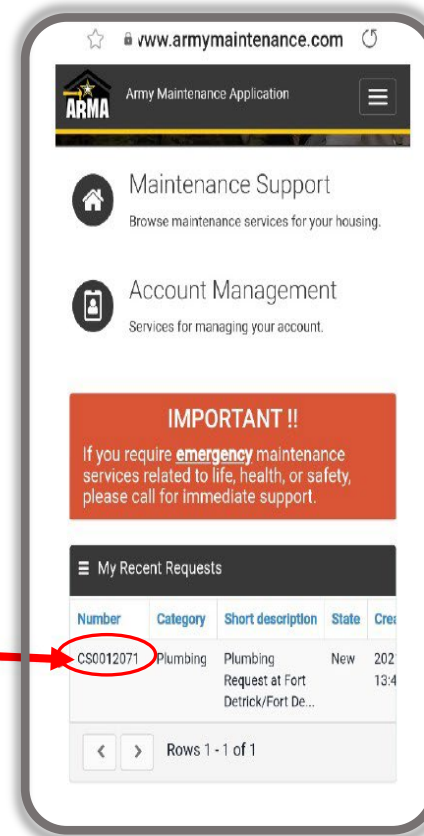 www.armymaintenance.com
ARMA
Army Maintenance Application
Maintenance Support
Browse maintenance services for your housing.
Account Management
Services for managing your account.
IMPORTANT !!
If you require emergency maintenance
services related to life, health, or safety,
please call for immediate support.
My Recent Requests
Number Category Short description State Crea
CS0012071 Plumbing Plumbing New 202
Request at Fort 13:4
Detrick/Fort De...
Rows 1 - 1 of 1